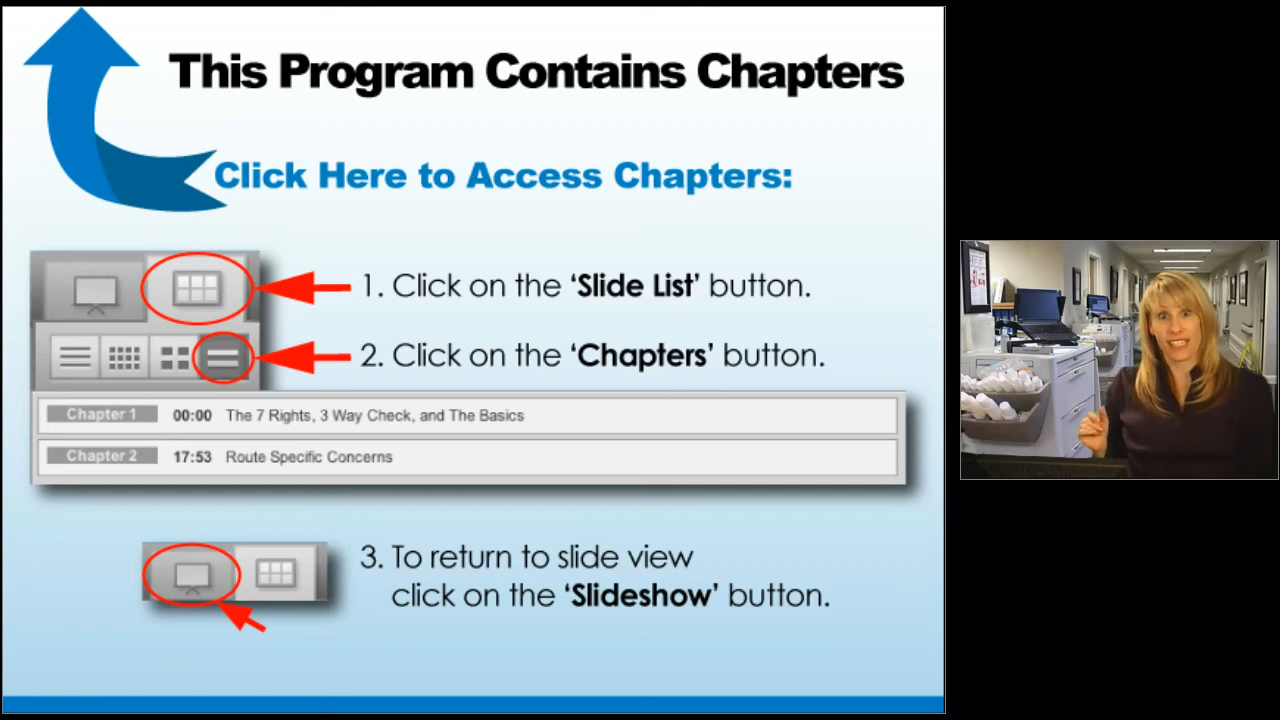 This Program Contains Chapters
Click Here to Access Chapters:
1. Click on the ‘Slide List’ button.
2. Click on the ‘Chapters’ button.
Chapter 1 00:00 The 7 Rights, 3 Way Check, and The Basics
Chapter 2 17:53 Route Specific Concerns
3. To return to slide view
click on the ‘Slideshow’ button.